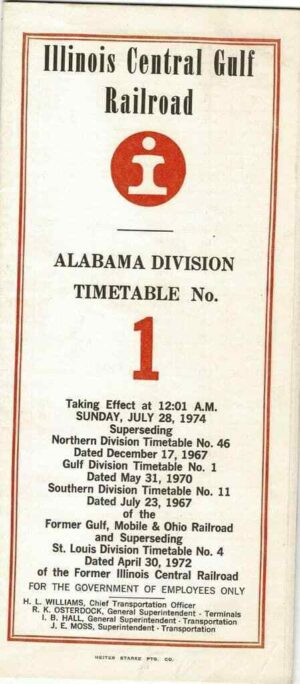 Illinois Central Gulf
Railroad
i
ALABAMA DIVISION
TIMETABLE No.
1
Taking Effect at 12:01 A.M.
SUNDAY, JULY 28, 1974
Superseding
Northern Division Timetable No. 46
Dated December 17, 1967
Gulf Division Timetable No. 1
Dated May 31, 1970
Southern Division Timetable No. 11
Dated July 23, 1967
of the
Former Gulf, Mobile & Ohio Railroad
and Superseding
St. Louis Division Timetable No. 4
Dated April 30, 1972
of the Former Illinois Central Railroad
FOR THE GOVERNMENT OF EMPLOYEES ONLY
H. L. WILLIAMS, Chief Transportation Officer
R. K. OSTERDOCK, General Superintendent - Terminals
I. B. HALL, General Superintendent - Transportation
J. E. MOSS, Superintendent - Transportation
HEITER STARKE PTG. CO.